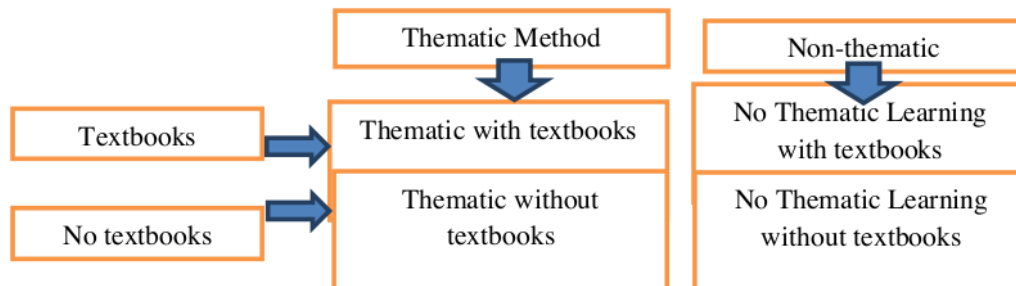 Thematic Method
Non-thematic
Textbooks
Thematic with textbooks
No Thematic Learning
with textbooks
No textbooks
Thematic without
textbooks
No Thematic Learning
without textbooks